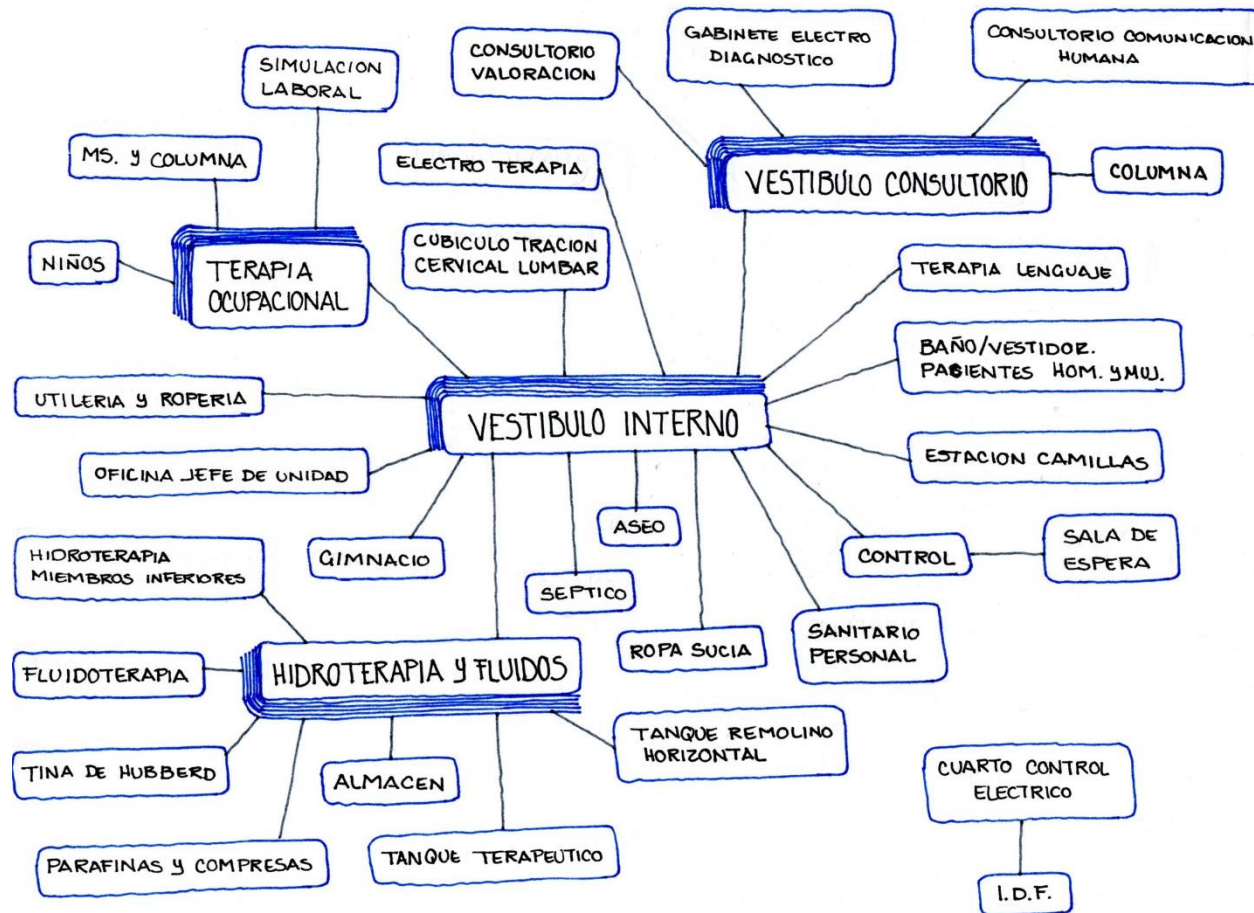 SIMULACION
LABORAL
CONSULTORIO
VALORACION
GABINETE ELECTRO
DIAGNOSTICO
CONSULTORIO COMUNICACION
HUMANA
MS. Y COLUMNA
ELECTRO TERAPIA
VESTIBULO CONSULTORIO
COLUMNA
NIÑOS
TERAPIA
OCUPACIONAL
CUBICULO TRACION
CERVICAL LUMBAR
TERAPIA LENGUAJE
BAÑO/VESTIDOR.
PACIENTES HOM. Y MUJ.
UTILERIA Y ROPERIA
VESTIBULO INTERNO
ESTACION CAMILLAS
OFICINA JEFE DE UNIDAD
ASEO
GIMNACIO
CONTROL
SALA DE
ESPERA
HIDROTERAPIA
MIEMBROS INFERIORES
SEPTICO
ROPA SUCIA
SANITARIO
PERSONAL
FLUIDOTERAPIA
HIDROTERAPIA Y FLUIDOS
TINA DE HUBBERD
ALMACEN
TANQUE REMOLINO
HORIZONTAL
CUARTO CONTROL
ELECTRICO
PARAFINAS Y COMPRESAS
TANQUE TERAPEUTICO
I.D.F.